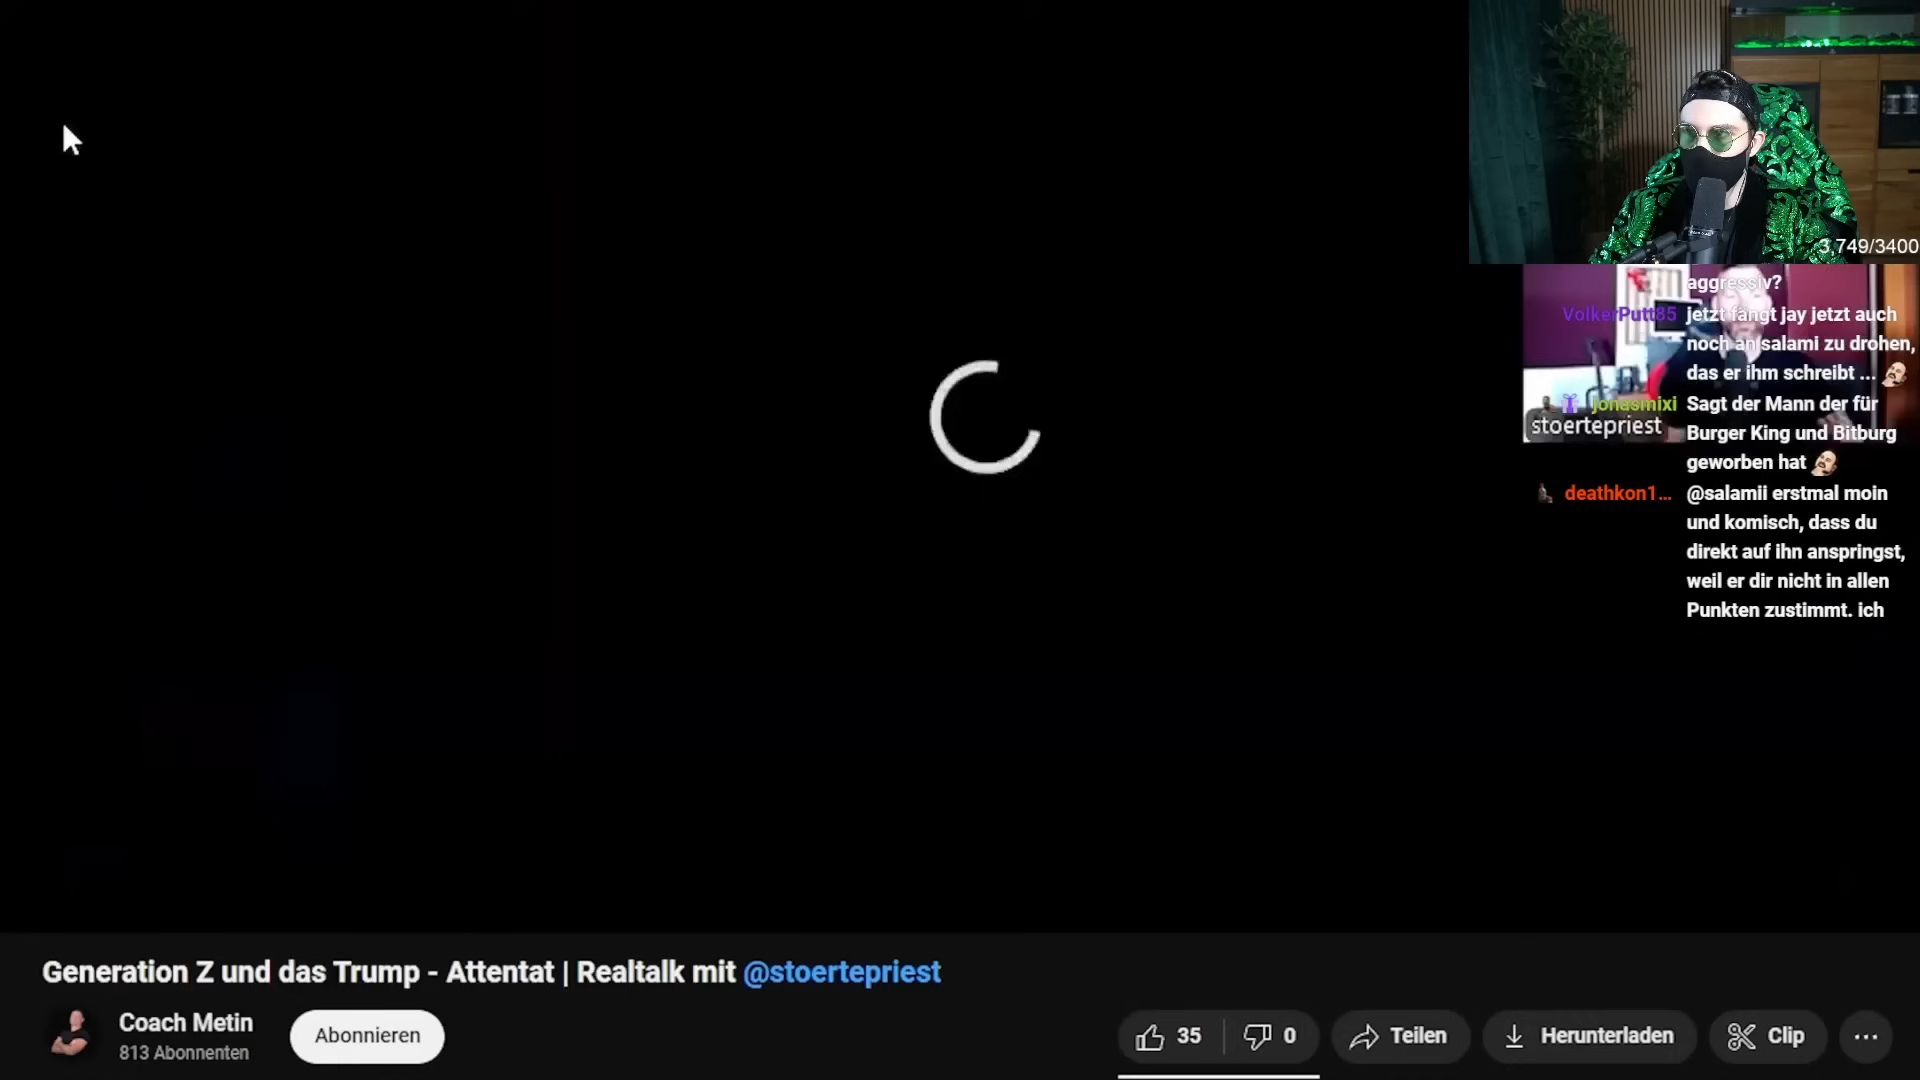 3,749/3400
aggressiv?
VolkerPutt85 jetzt fängt jay jetzt auch
noch an salami zu drohen,
das er ihm schreibt ...
jonasmixi Sagt der Mann der für
Burger King und Bitburg
geworben hat
stoertepriest
deathkon1... @salamii erstmal moin
und komisch, dass du
direkt auf ihn anspringst,
weil er dir nicht in allen
Punkten zustimmt. ich
Generation Z und das Trump - Attentat | Realtalk mit @stoertepriest
Coach Metin
813 Abonnenten
Abonnieren
35
0
Teilen
Herunterladen
Clip